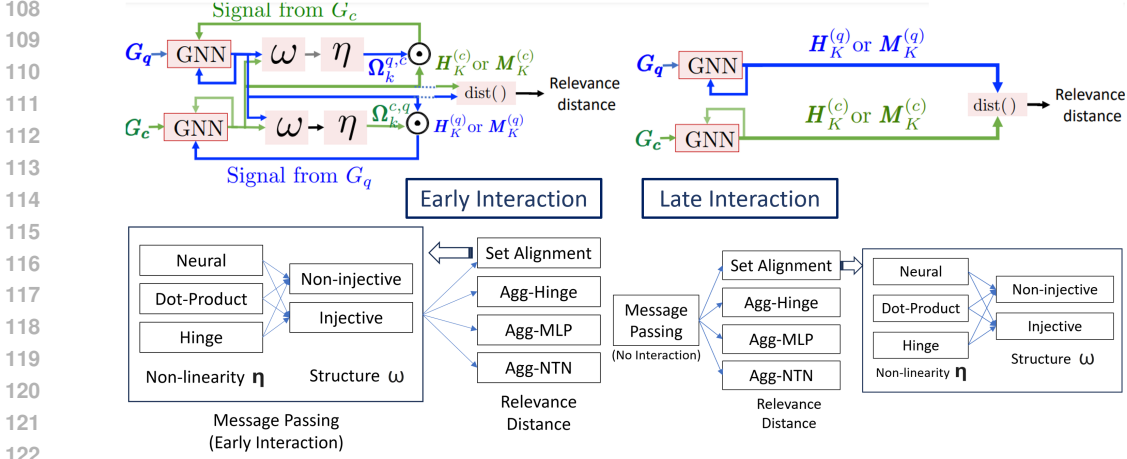 108
109
110
111
112
113
114
115
116
117
118
119
120
121
122
Signal from G_c
G_q
GNN
ω
η
Ω_k^{q,c}
H_K^{(c)} or M_K^{(c)}
dist( )
Relevance
distance
G_c
GNN
ω
η
Ω_k^{c,q}
H_K^{(q)} or M_K^{(q)}
Signal from G_q
Early Interaction
G_q
GNN
H_K^{(q)} or M_K^{(q)}
dist( )
Relevance
distance
G_c
GNN
H_K^{(c)} or M_K^{(c)}
Late Interaction
Neural
Dot-Product
Hinge
Non-injective
Injective
Non-linearity η
Structure ω
Message Passing
(Early Interaction)
Set Alignment
Agg-Hinge
Agg-MLP
Agg-NTN
Relevance
Distance
Message
Passing
(No Interaction)
Set Alignment
Agg-Hinge
Agg-MLP
Agg-NTN
Relevance
Distance
Neural
Dot-Product
Hinge
Non-linearity η
Non-injective
Injective
Structure ω